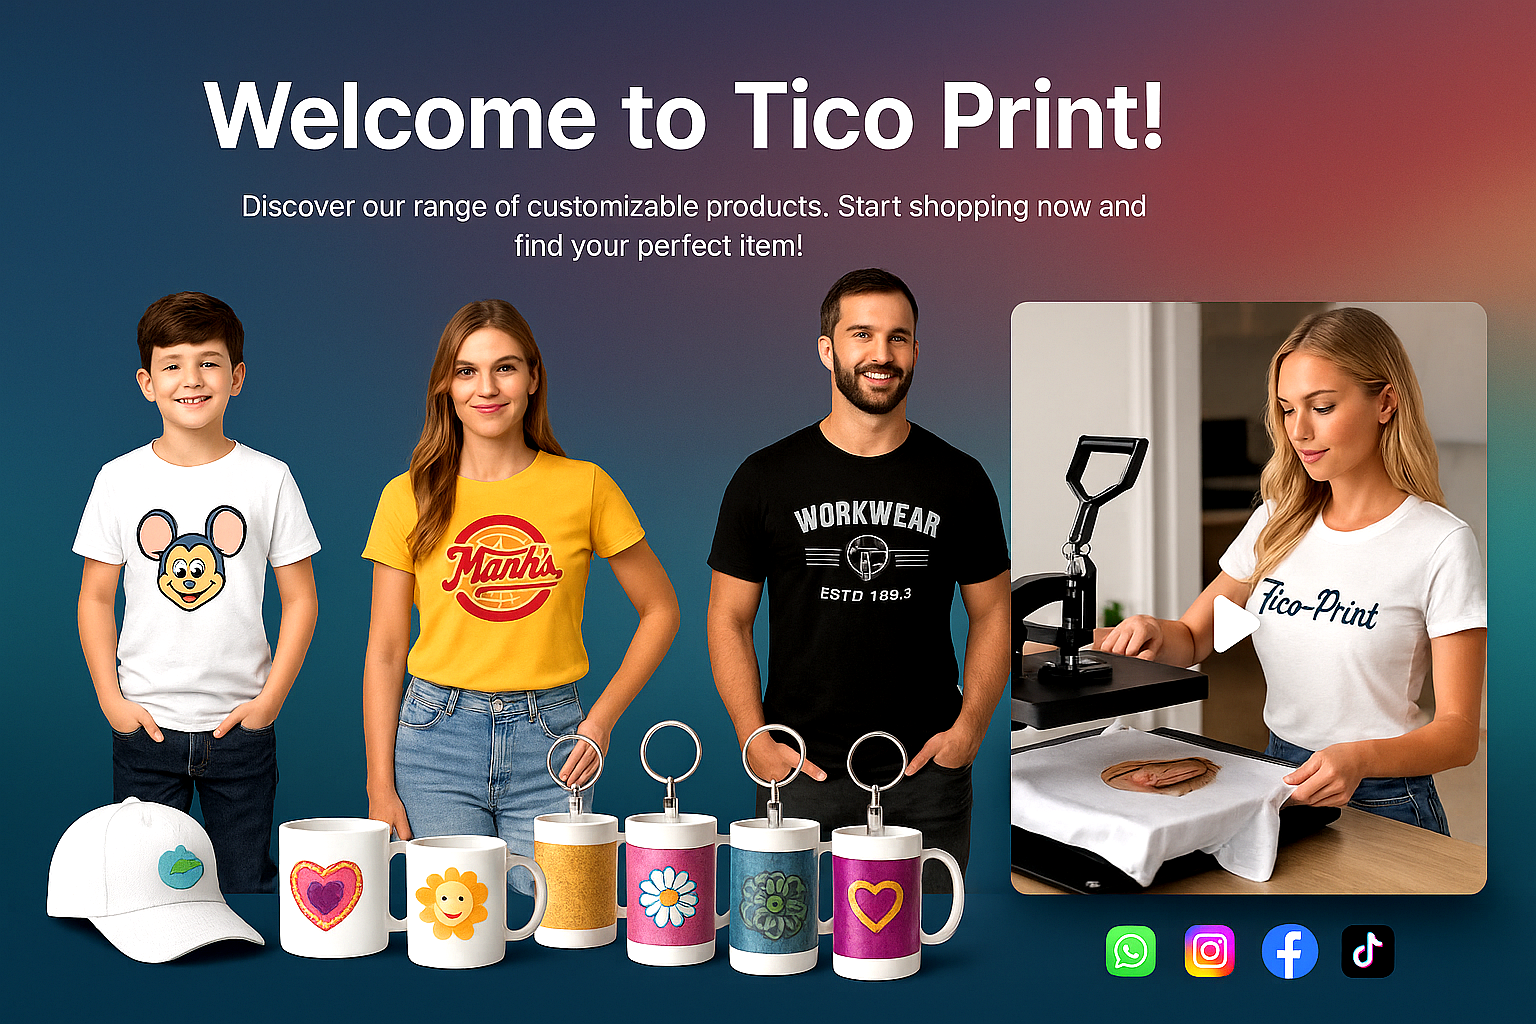 Welcome to Tico Print!
Discover our range of customizable products. Start shopping now and
find your perfect item!
Manh's
WORKWEAR
ESTD 189.3
Tico-Print